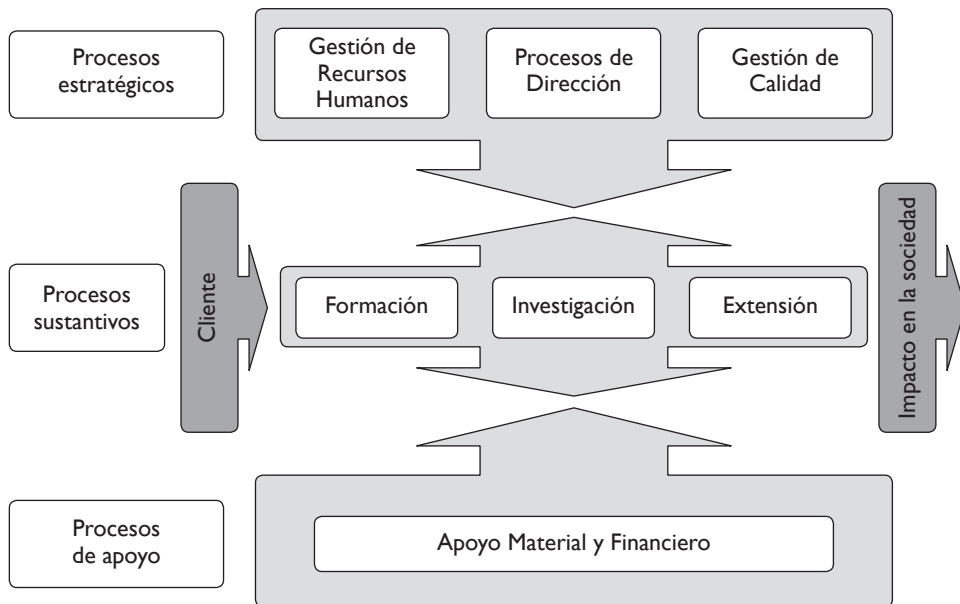 Procesos
estratégicos
Gestión de
Recursos
Humanos
Procesos de
Dirección
Gestión de
Calidad
Procesos
sustantivos
Cliente
Formación
Investigación
Extensión
Impacto en la sociedad
Procesos
de apoyo
Apoyo Material y Financiero